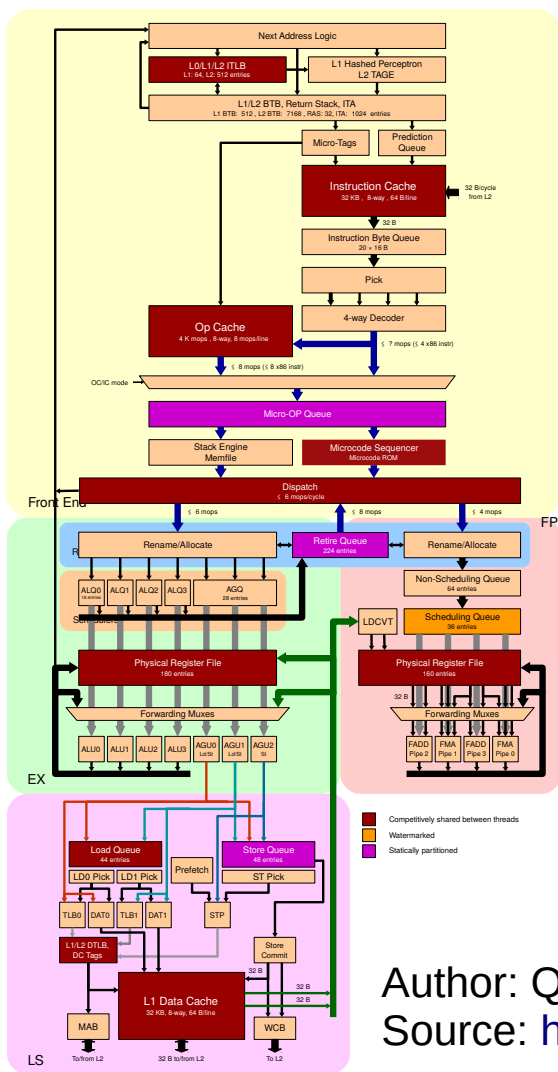 Next Address Logic
L0/L1/L2 ITLB
L1: 64, L2: 512 entries
L1 Hashed Perceptron
L2 TAGE
L1/L2 BTB, Return Stack, ITA
L1 BTB: 512 , L2 BTB: 7168 , RAS: 32, ITA: 1024 entries
Micro-Tags
Prediction
Queue
Instruction Cache
32 KB , 8-way , 64 B/line
32 B/cycle
from L2
32 B
Instruction Byte Queue
20 × 16 B
Pick
4-way Decoder
Op Cache
4 K mops , 8-way, 8 mops/line
≤ ? mops (≤ 4 x86 instr)
≤ 8 mops (≤ 8 x86 instr)
OC/IC mode
Micro-OP Queue
Stack Engine
Memfile
Microcode Sequencer
Microcode ROM
Dispatch
≤ 6 mops/cycle
Front End
≤ 6 mops
≤ 8 mops
≤ 4 mops
FP
Rename/Allocate
Retire Queue
224 entries
Rename/Allocate
R
Non-Scheduling Queue
64 entries
ALQ0
16 entries
ALQ1
ALQ2
ALQ3
AGQ
28 entries
Schedulers
LDCVT
Scheduling Queue
36 entries
Physical Register File
180 entries
Physical Register File
160 entries
32 B
Forwarding Muxes
Forwarding Muxes
ALU0
ALU1
ALU2
ALU3
AGU0
Ld/St
AGU1
Ld/St
AGU2
St
FADD
Pipe 2
FMA
Pipe 1
FADD
Pipe 3
FMA
Pipe 0
EX
Load Queue
44 entries
Store Queue
48 entries
LD0 Pick
LD1 Pick
Prefetch
ST Pick
TLB0
DAT0
TLB1
DAT1
STP
L1/L2 DTLB,
DC Tags
Store
Commit
32 B
L1 Data Cache
32 KB, 8-way, 64 B/line
32 B
32 B
MAB
WCB
To/from L2
32 B to/from L2
To L2
LS
Competitively shared between threads
Watermarked
Statically partitioned
Author: Q
Source: h